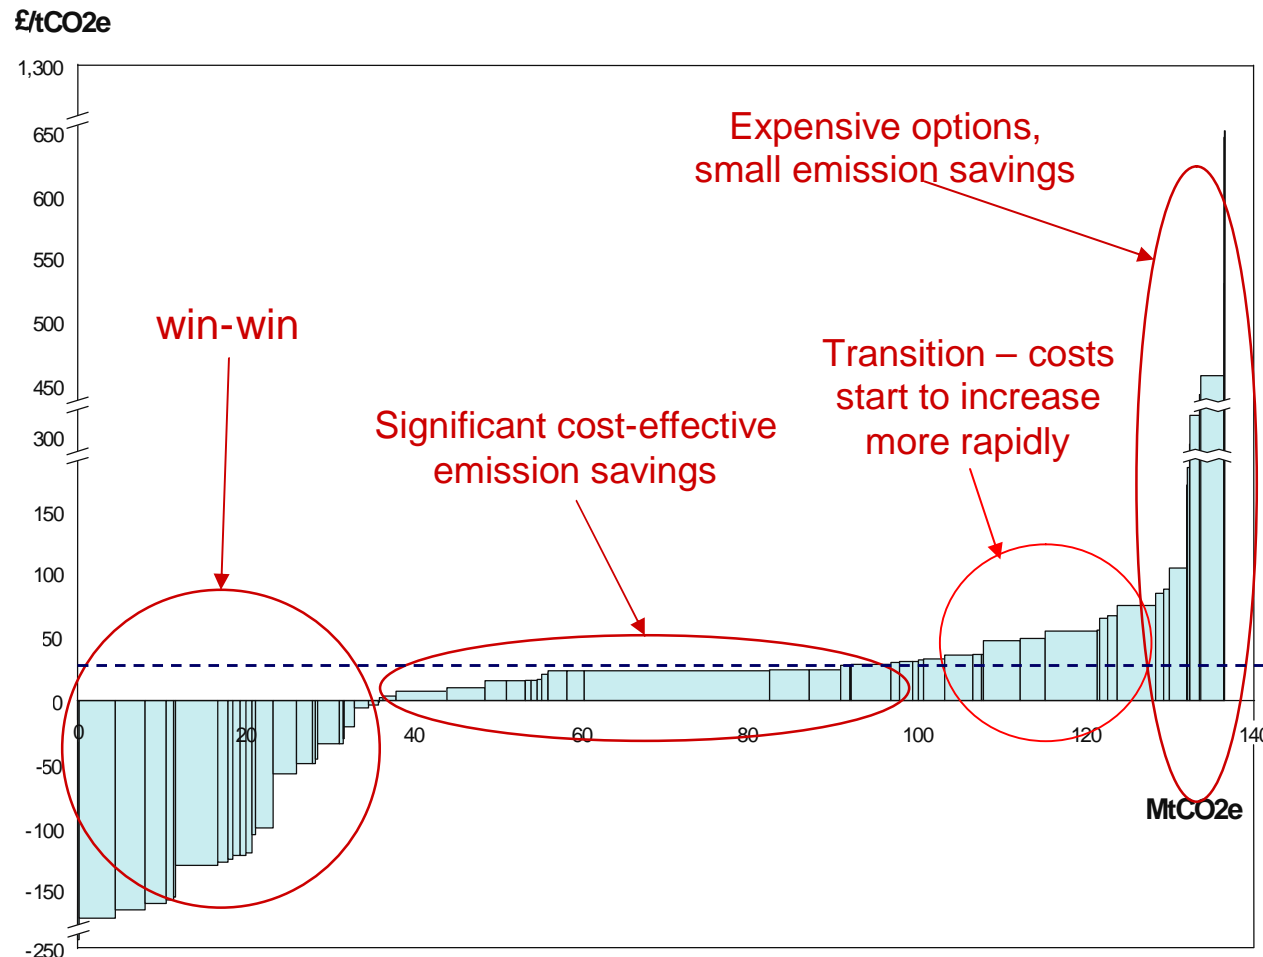 £/tCO2e
1,300
650
600
550
500
450
300
150
100
50
0
-50
-100
-150
-250
Expensive options,
small emission savings
win-win
Transition – costs
start to increase
more rapidly
Significant cost-effective
emission savings
0
20
40
60
80
100
120
140
MtCO2e